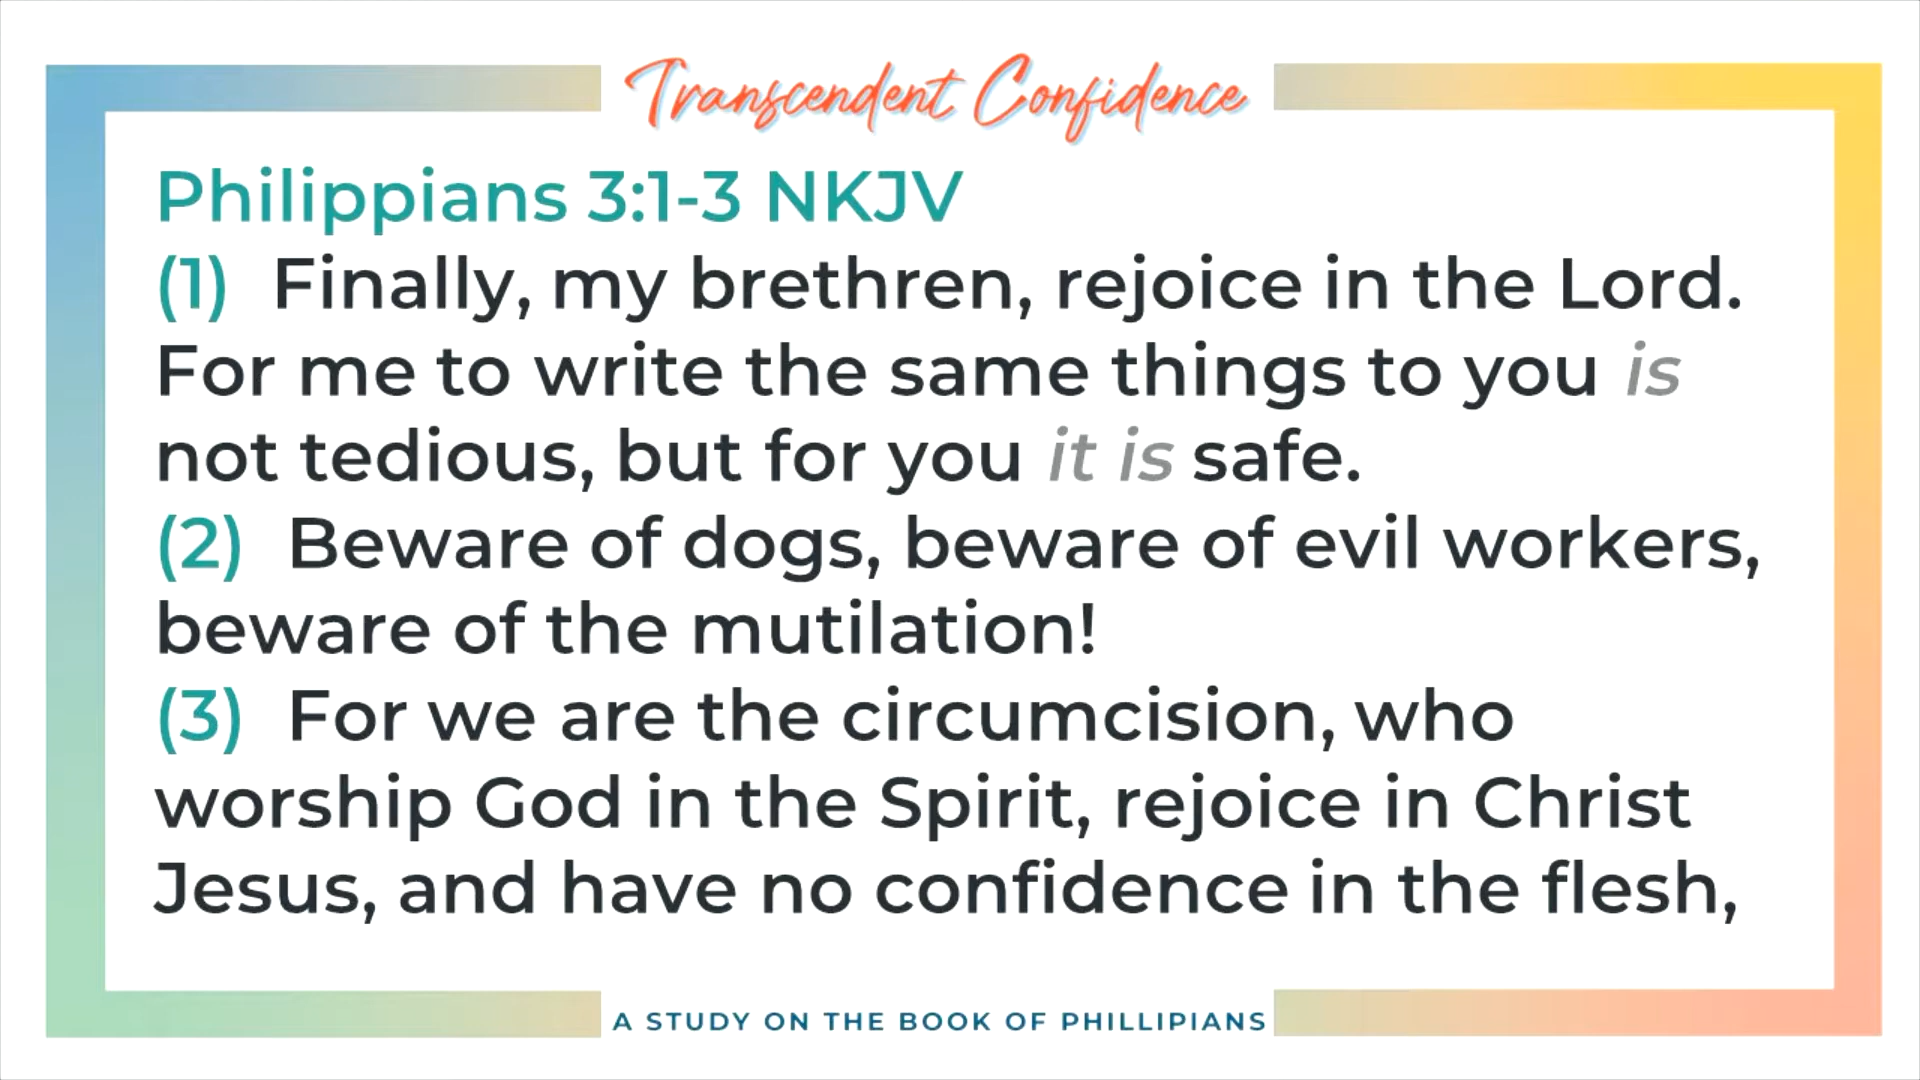 Transcendent Confidence
Philippians 3:1-3 NKJV
(1) Finally, my brethren, rejoice in the Lord.
For me to write the same things to you is
not tedious, but for you it is safe.
(2) Beware of dogs, beware of evil workers,
beware of the mutilation!
(3) For we are the circumcision, who
worship God in the Spirit, rejoice in Christ
Jesus, and have no confidence in the flesh,
A STUDY ON THE BOOK OF PHILLIPIANS